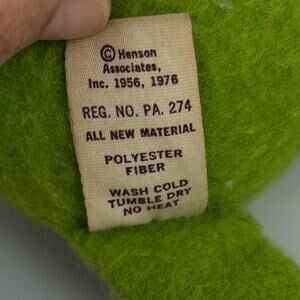 © Henson
Associates,
Inc. 1956, 1976
REG. NO. PA. 274
ALL NEW MATERIAL
POLYESTER
FIBER
WASH COLD
TUMBLE DRY
NO HEAT